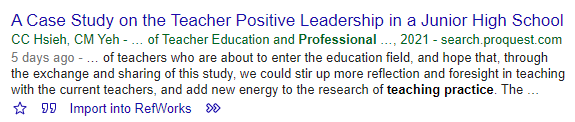 A Case Study on the Teacher Positive Leadership in a Junior High School
CC Hsieh, CM Yeh - … of Teacher Education and Professional …, 2021 - search.proquest.com
5 days ago - … of teachers who are about to enter the education field, and hope that, through
the exchange and sharing of this study, we could stir up more reflection and foresight in teaching
with the current teachers, and add new energy to the research of teaching practice. The …
Import into RefWorks